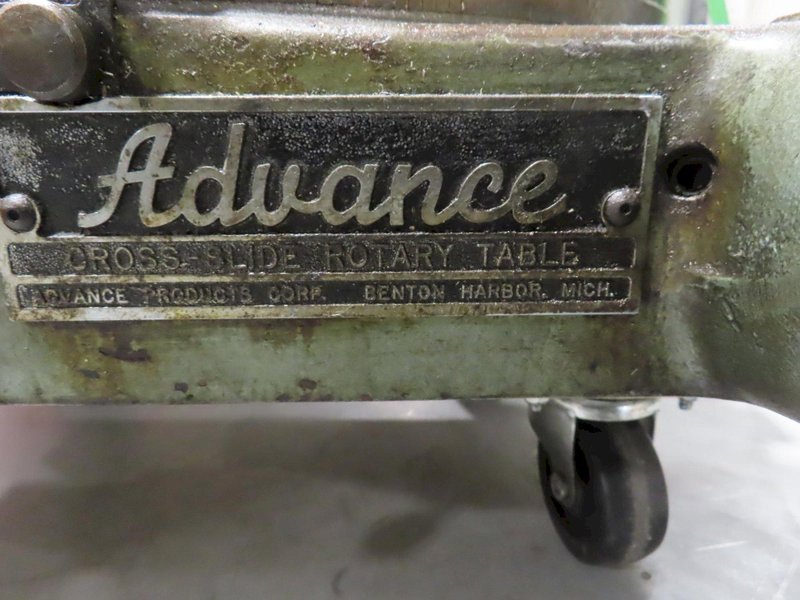 Advance
CROSS-SLIDE ROTARY TABLE
ADVANCE PRODUCTS CORP. BENTON HARBOR, MICH.